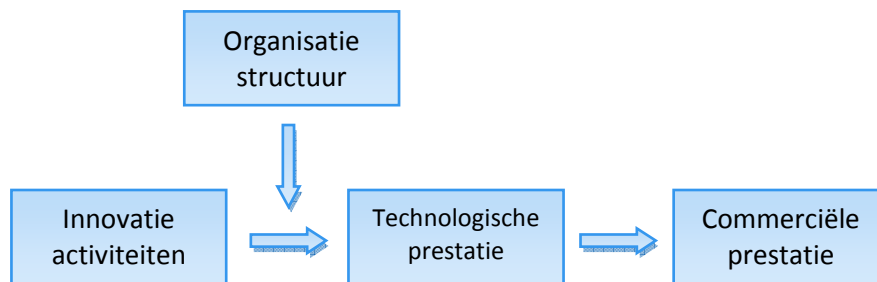 Organisatie
structuur
Innovatie
activiteiten
Technologische
prestatie
Commerciële
prestatie